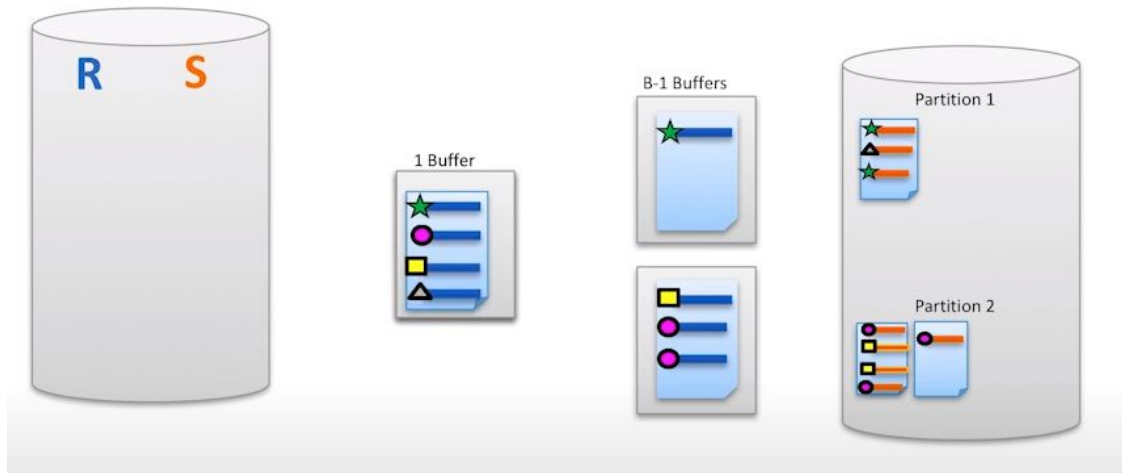 R S
B-1 Buffers
Partition 1
1 Buffer
Partition 2